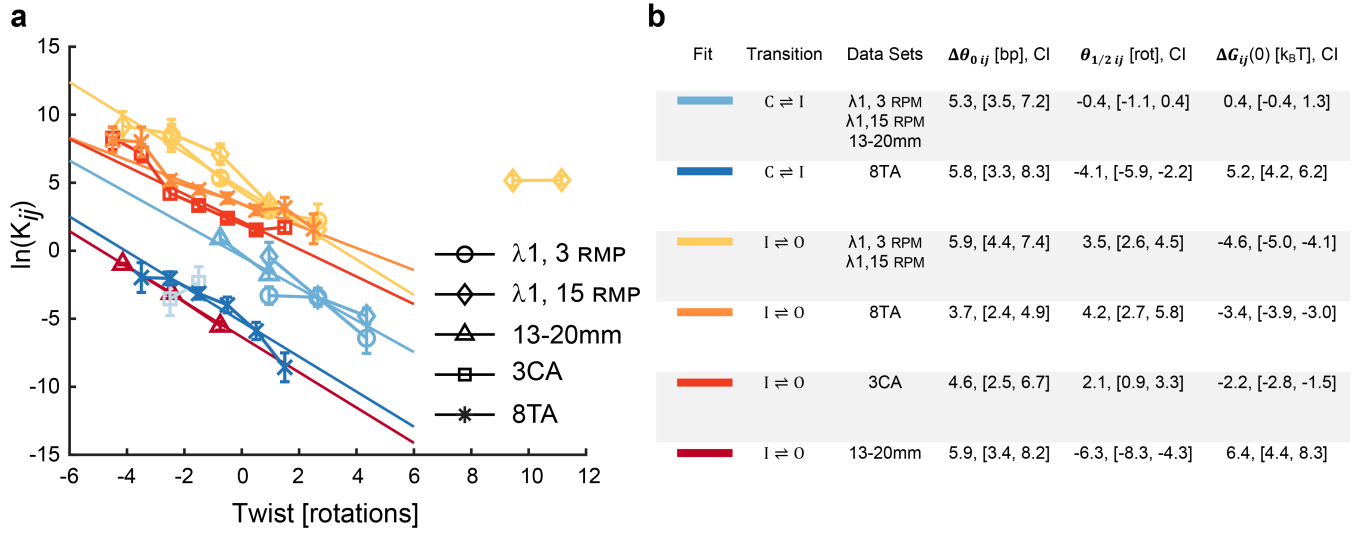 a
15
10
5
0
-5
-10
-15
ln(Kij)
-6 -4 -2 0 2 4 6 8 10 12
Twist [rotations]
λ1, 3 RMP
λ1, 15 RMP
13-20mm
3CA
8TA
b
Fit Transition Data Sets Δθ0 ij [bp], CI θ1/2 ij [rot], CI ΔGij(0) [kBT], CI
C ⇌ I λ1, 3 RPM 5.3, [3.5, 7.2] -0.4, [-1.1, 0.4] 0.4, [-0.4, 1.3]
λ1,15 RPM
13-20mm
C ⇌ I 8TA 5.8, [3.3, 8.3] -4.1, [-5.9, -2.2] 5.2, [4.2, 6.2]
I ⇌ O λ1, 3 RPM 5.9, [4.4, 7.4] 3.5, [2.6, 4.5] -4.6, [-5.0, -4.1]
λ1,15 RPM
I ⇌ O 8TA 3.7, [2.4, 4.9] 4.2, [2.7, 5.8] -3.4, [-3.9, -3.0]
I ⇌ O 3CA 4.6, [2.5, 6.7] 2.1, [0.9, 3.3] -2.2, [-2.8, -1.5]
I ⇌ O 13-20mm 5.9, [3.4, 8.2] -6.3, [-8.3, -4.3] 6.4, [4.4, 8.3]